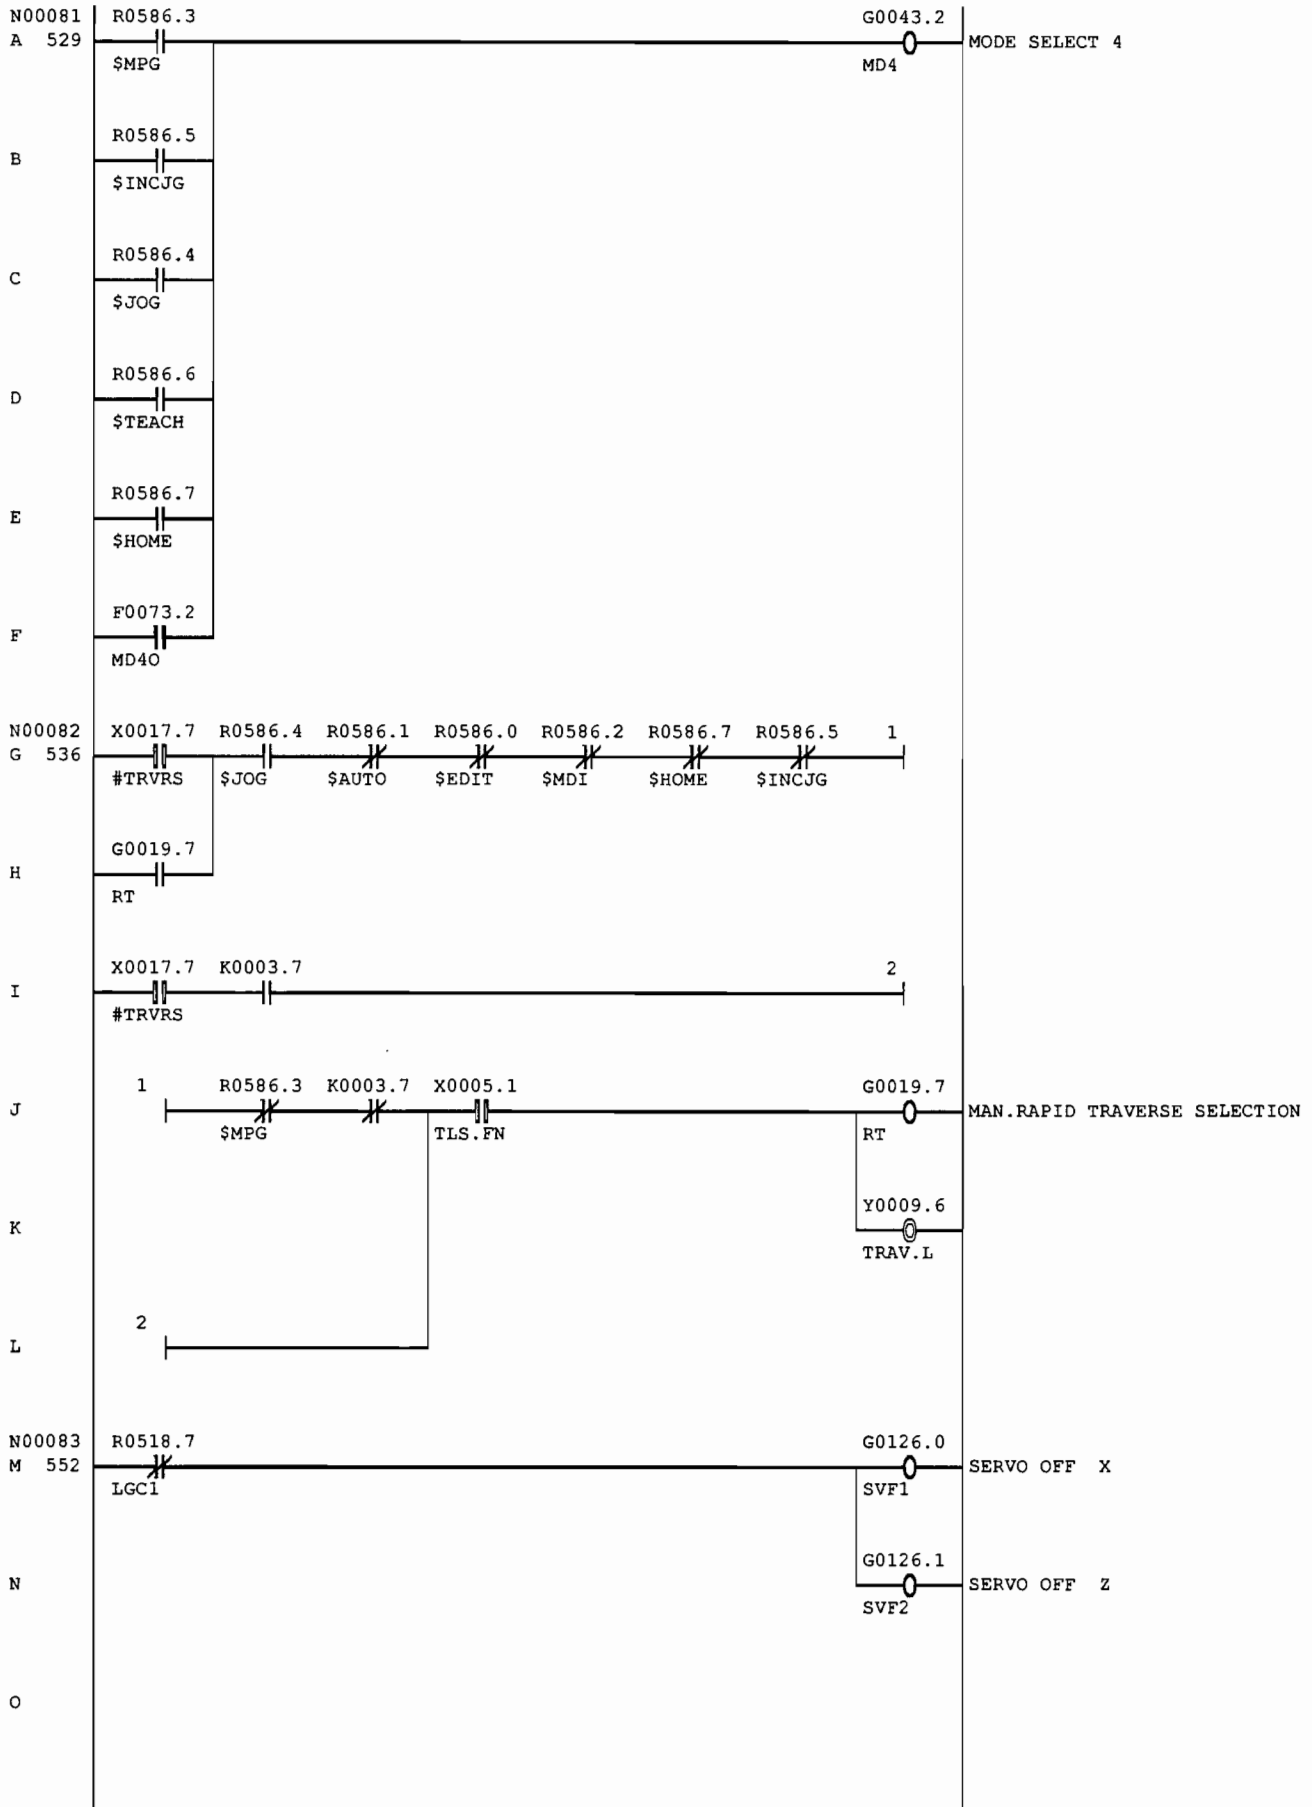 N00081 R0586.3 G0043.2
A 529 MODE SELECT 4
$MPG MD4
R0586.5
B
$INCJG
R0586.4
C
$JOG
R0586.6
D
$TEACH
R0586.7
E
$HOME
F0073.2
F
MD4O
N00082 X0017.7 R0586.4 R0586.1 R0586.0 R0586.2 R0586.7 R0586.5 1
G 536
#TRVRS $JOG $AUTO $EDIT $MDI $HOME $INCJG
G0019.7
H
RT
X0017.7 K0003.7 2
I
#TRVRS
1 R0586.3 K0003.7 X0005.1 G0019.7
J MAN.RAPID TRAVERSE SELECTION
$MPG TLS.FN RT
Y0009.6
K
TRAV.L
2
L
N00083 R0518.7 G0126.0
M 552 SERVO OFF X
LGC1 SVF1
G0126.1
N SERVO OFF Z
SVF2
O